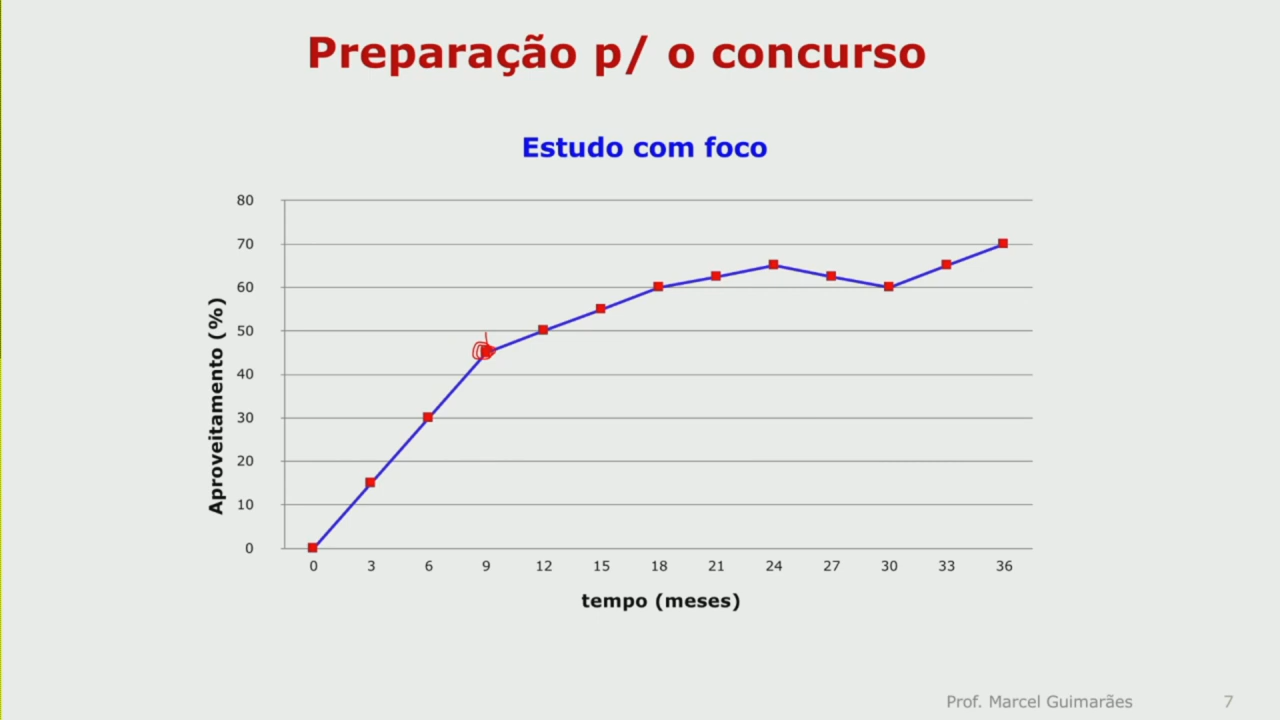 Preparação p/ o concurso
Estudo com foco
80
70
60
50
40
30
20
10
0
Aproveitamento (%)
0 3 6 9 12 15 18 21 24 27 30 33 36
tempo (meses)
Prof. Marcel Guimarães 7